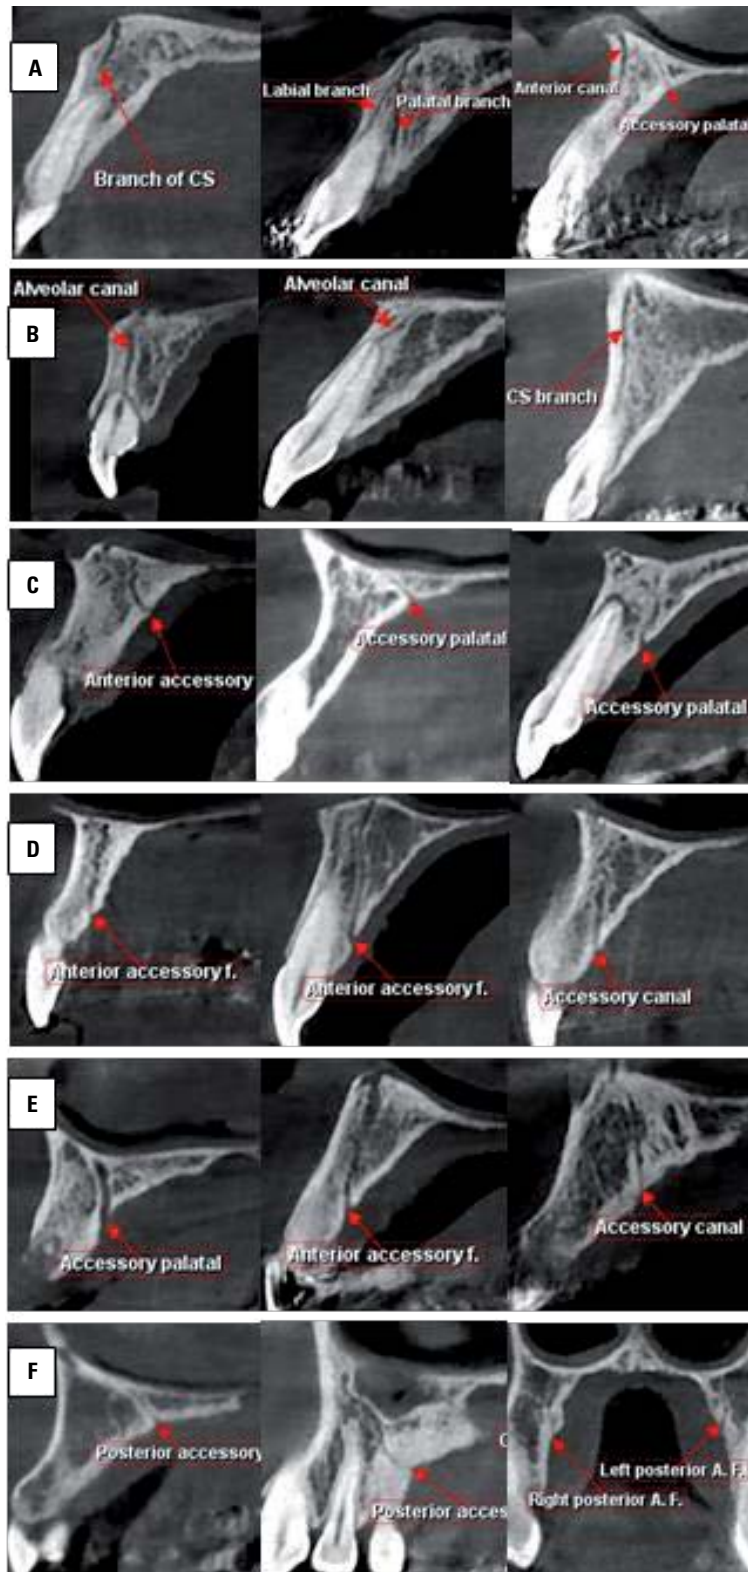 A
Branch of CS
Labial branch
Palatal branch
Anterior canal
Accessory palatal
B
Alveolar canal
Alveolar canal
CS branch
C
Anterior accessory
Accessory palatal
Accessory palatal
D
Anterior accessory f.
Anterior accessory f.
Accessory canal
E
Accessory palatal
Anterior accessory f.
Accessory canal
F
Posterior accessory
Posterior acces
Left posterior A. F.
Right posterior A. F.